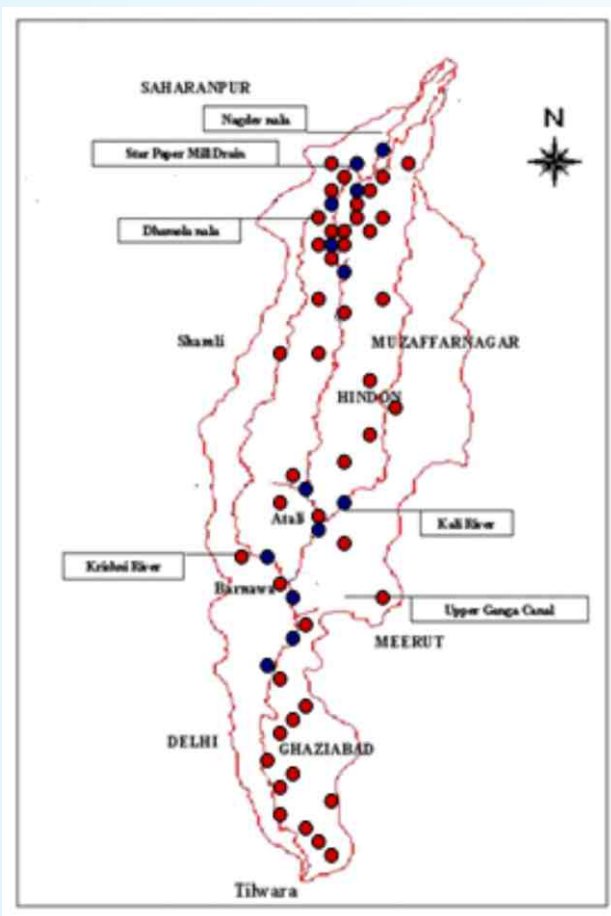 SAHARANPUR
Nagdev nala
N
Star Paper Mill Drain
Dhamola nala
Shamli
MUZAFFARNAGAR
HINDON
Atali
Kali River
Krishni River
Barnawa
Upper Ganga Canal
MEERUT
DELHI
GHAZIABAD
Tilwara